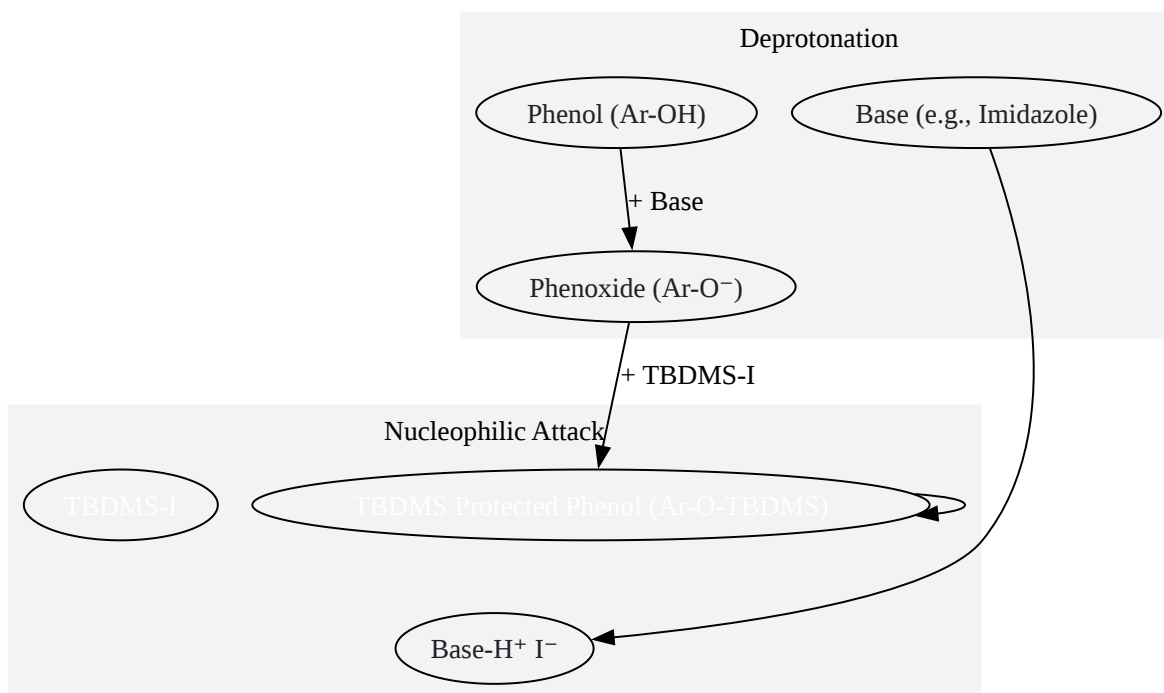 Deprotonation
Phenol (Ar-OH)
Base (e.g., Imidazole)
+ Base
Phenoxide (Ar-O⁻)
+ TBDMS-I
Nucleophilic Attack
TBDMS-I
TBDMS Protected Phenol (Ar-O-TBDMS)
Base-H⁺ I⁻